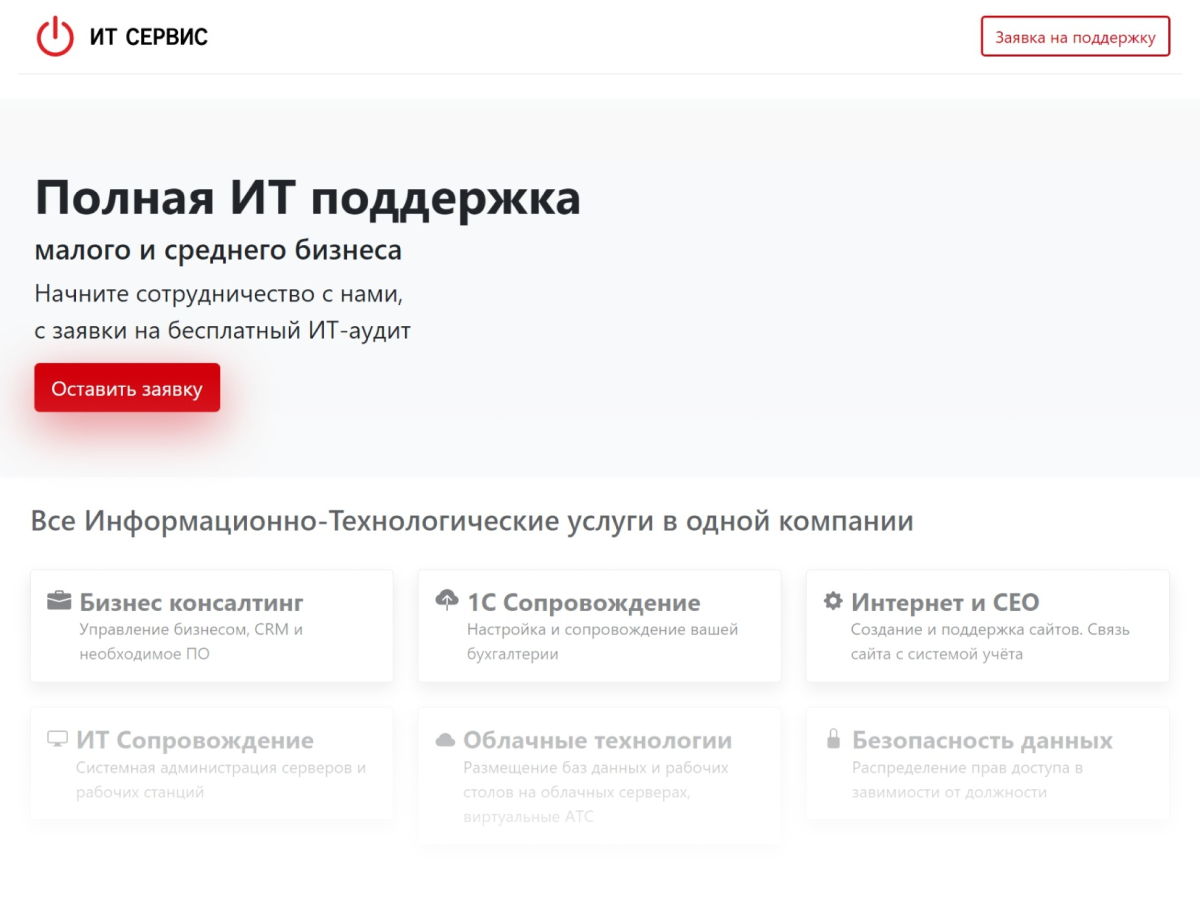 ИТ СЕРВИС
Заявка на поддержку
Полная ИТ поддержка
малого и среднего бизнеса
Начните сотрудничество с нами,
с заявки на бесплатный ИТ-аудит
Оставить заявку
Все Информационно-Технологические услуги в одной компании
Бизнес консалтинг
Управление бизнесом, CRM и
необходимое ПО
1С Сопровождение
Настройка и сопровождение вашей
бухгалтерии
Интернет и СЕО
Создание и поддержка сайтов. Связь
сайта с системой учёта
ИТ Сопровождение
Системная администрация серверов и
рабочих станций
Облачные технологии
Размещение баз данных и рабочих
столов на облачных серверах,
виртуальные АТС
Безопасность данных
Распределение прав доступа в
завимиости от должности